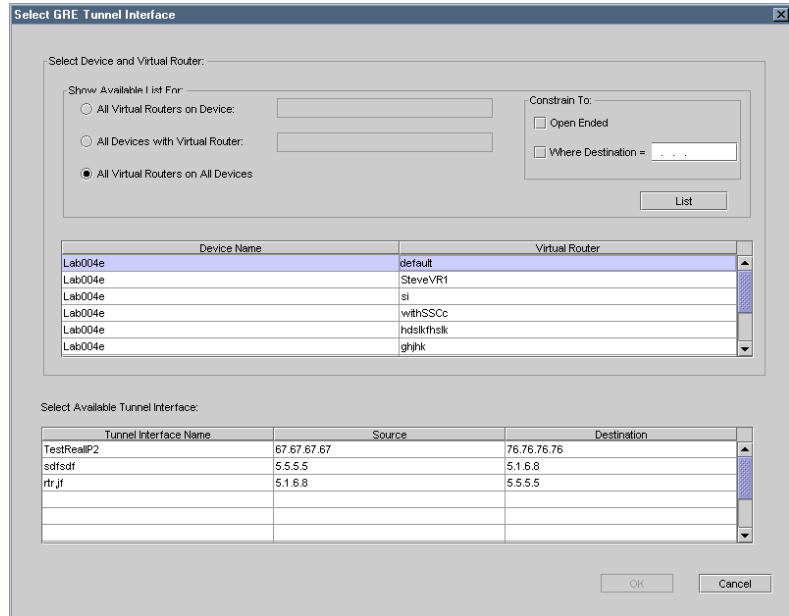 Select GRE Tunnel Interface
Select Device and Virtual Router:
Show Available List For:
All Virtual Routers on Device:
All Devices with Virtual Router:
All Virtual Routers on All Devices
Constrain To:
Open Ended
Where Destination = . . .
List
Device Name Virtual Router
Lab004e default
Lab004e SteveVR1
Lab004e si
Lab004e withSSCc
Lab004e hdslkfhslk
Lab004e ghjhk
Select Available Tunnel Interface:
Tunnel Interface Name Source Destination
TestRealIP2 67.67.67.67 76.76.76.76
sdfsdf 5.5.5.5 5.1.6.8
rtr.jf 5.1.6.8 5.5.5.5
OK Cancel